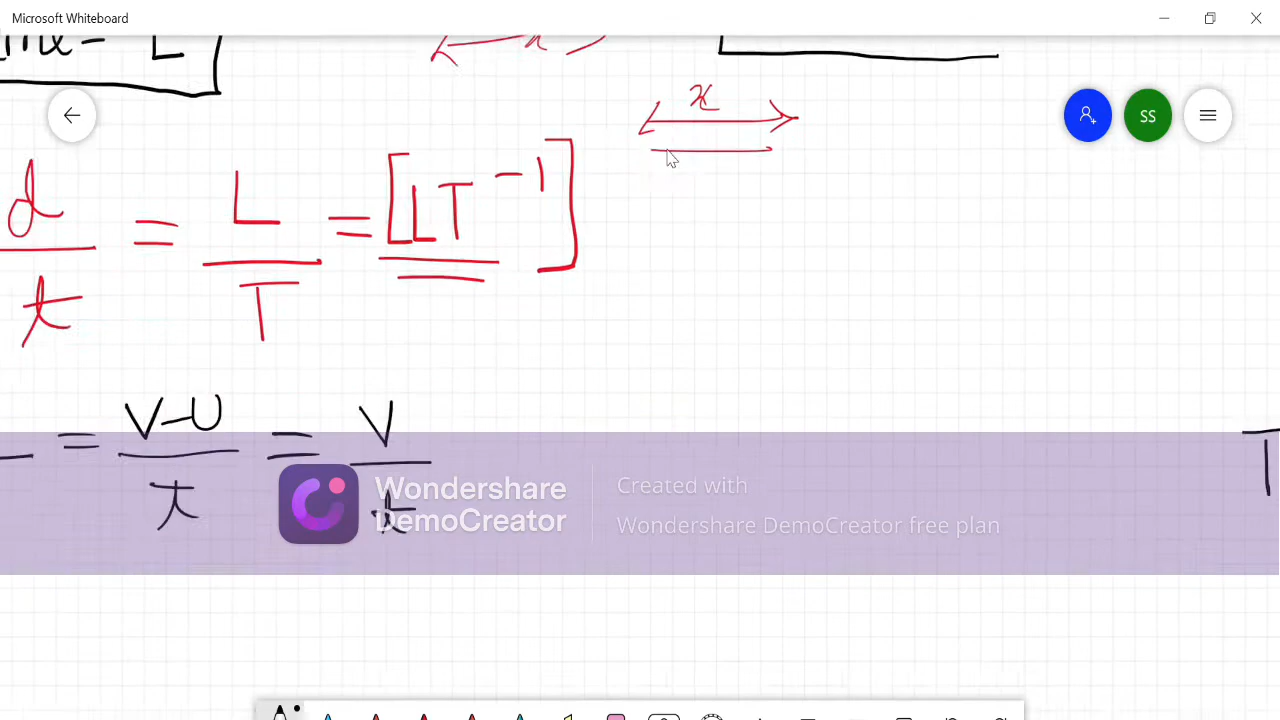 Microsoft Whiteboard
= L
x
x
SS
d/t = L/T = [LT⁻¹]
= V-U/t = V/t
Wondershare DemoCreator
Created with
Wondershare DemoCreator free plan